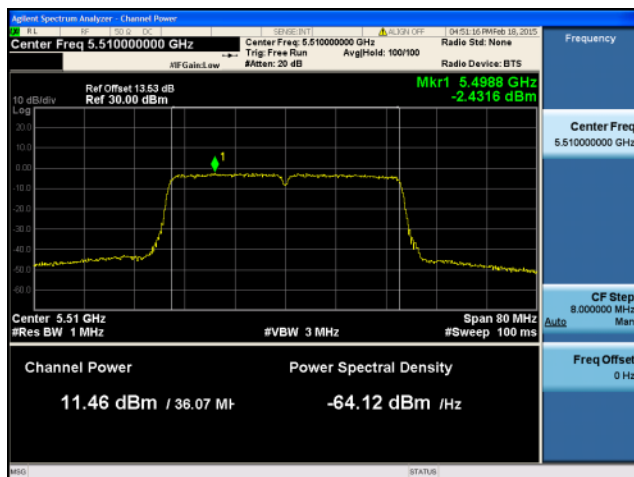 Agilent Spectrum Analyzer - Channel Power
RL RF 50 Ω DC SENSE:INT ALIGN OFF 04:51:16 PM Feb 18, 2015
Center Freq 5.510000000 GHz Center Freq: 5.510000000 GHz Radio Std: None
Trig: Free Run Avg|Hold: 100/100
#IFGain:Low #Atten: 20 dB Radio Device: BTS
Ref Offset 13.53 dB Mkr1 5.4988 GHz
10 dB/div Ref 30.00 dBm -2.4316 dBm
Log
20.0
10.0
1
0.00
-10.0
-20.0
-30.0
-40.0
-50.0
-60.0
Center 5.51 GHz Span 80 MHz
#Res BW 1 MHz #VBW 3 MHz #Sweep 100 ms
Channel Power Power Spectral Density
11.46 dBm / 36.07 MH -64.12 dBm /Hz
MSG STATUS
Frequency
Center Freq
5.510000000 GHz
CF Step
8.000000 MHz
Auto Man
Freq Offset
0 Hz